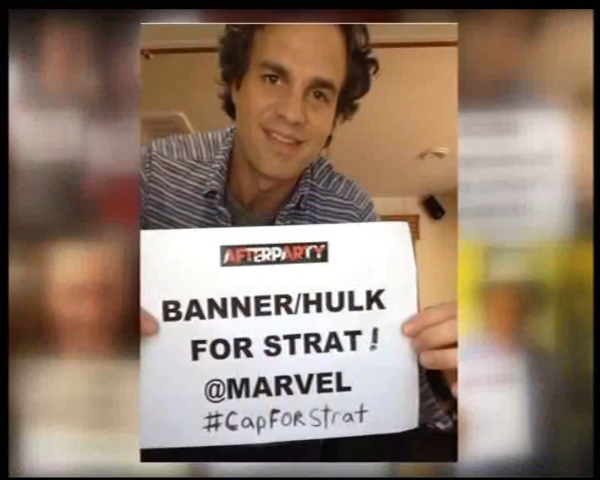 AFTERPARTY
BANNER/HULK
FOR STRAT!
@MARVEL
#CapFORStrat